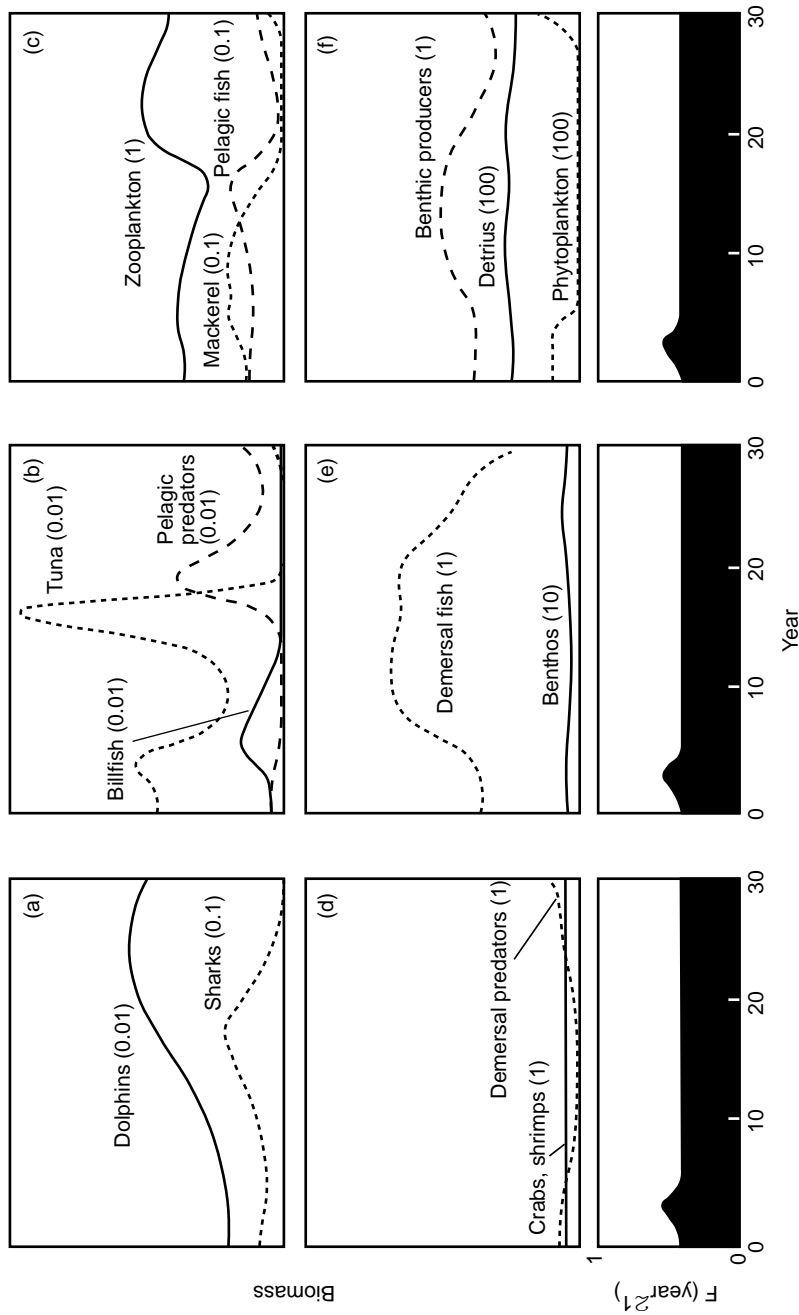 Biomass
(a)
Dolphins (0.01)
Sharks (0.1)
(b)
Billfish (0.01)
Tuna (0.01)
Pelagic
predators
(0.01)
(c)
Zooplankton (1)
Mackerel (0.1)
Pelagic fish (0.1)
(d)
Crabs, shrimps (1)
Demersal predators (1)
(e)
Demersal fish (1)
Benthos (10)
(f)
Benthic producers (1)
Detrius (100)
Phytoplankton (100)
F (year21)
1
0
0 10 20 30
0 10 20 30
0 10 20 30
Year